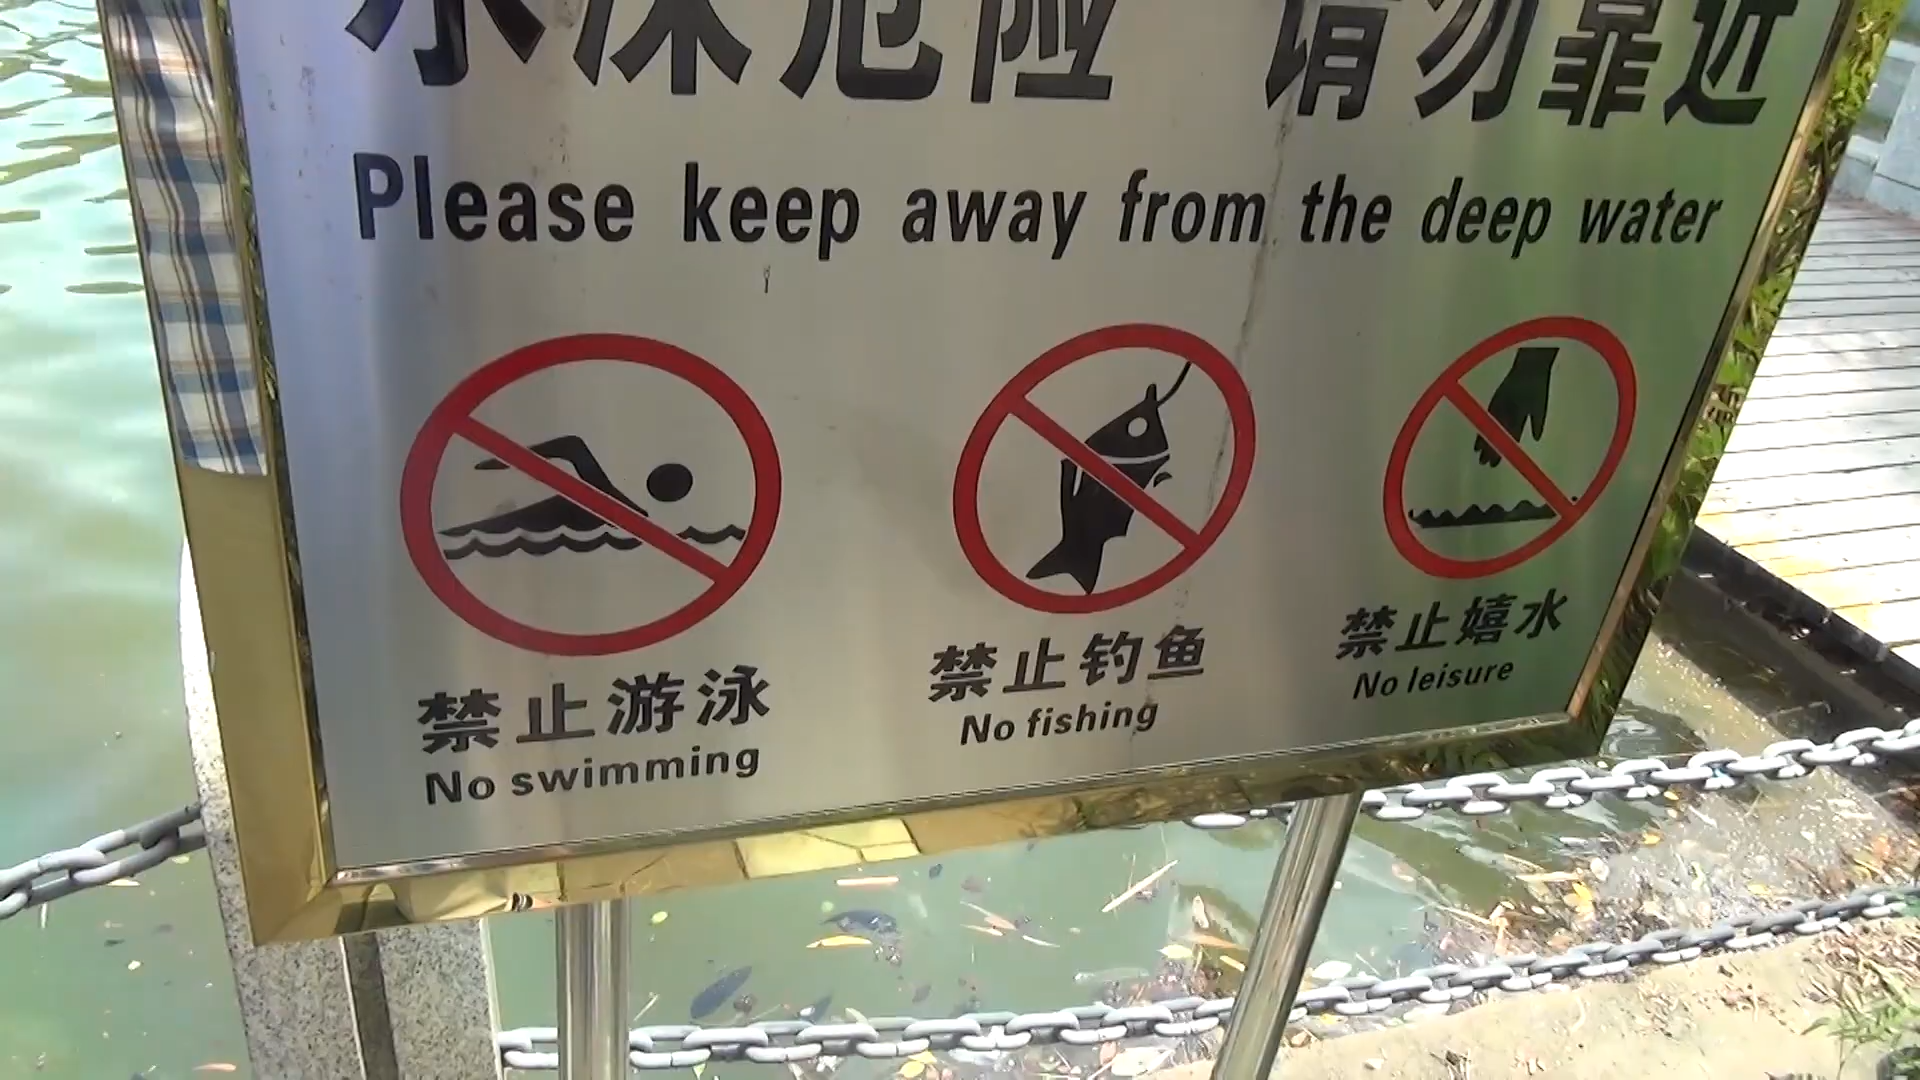 水深危险 请勿靠近
Please keep away from the deep water
禁止游泳
No swimming
禁止钓鱼
No fishing
禁止嬉水
No leisure